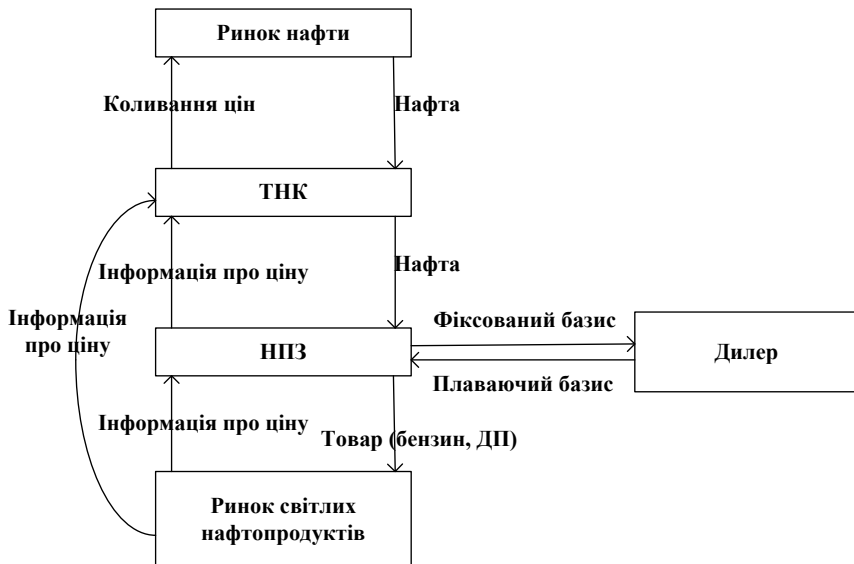 Ринок нафти
Коливання цін
Нафта
ТНК
Інформація про ціну
Нафта
Інформація
про ціну
Фіксований базис
НПЗ
Дилер
Плаваючий базис
Інформація про ціну
Товар (бензин, ДП)
Ринок світлих
нафтопродуктів